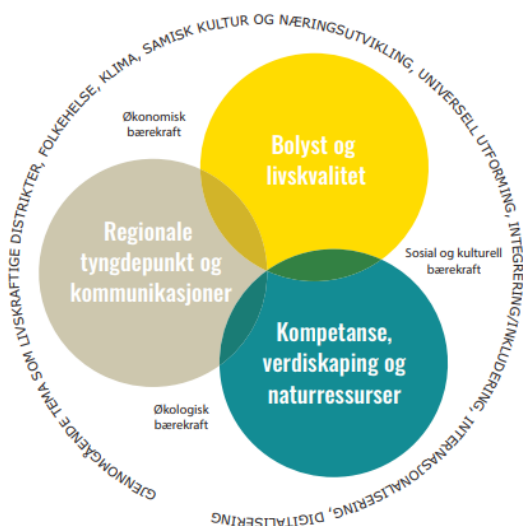 GJENNOMGÅENDE TEMA SOM LIVSKRAFTIGE DISTRIKTER, FOLKEHELSE, KLIMA, SAMISK KULTUR OG NÆRINGSUTVIKLING, UNIVERSELL UTFORMING, INTEGRERING/INKLUDERING, INTERNASJONALISERING, DIGITALISERING
Økonomisk
bærekraft
Bolyst og
livskvalitet
Regionale
tyngdepunkt og
kommunikasjoner
Sosial og kulturell
bærekraft
Kompetanse,
verdiskaping og
naturressurser
Økologisk
bærekraft